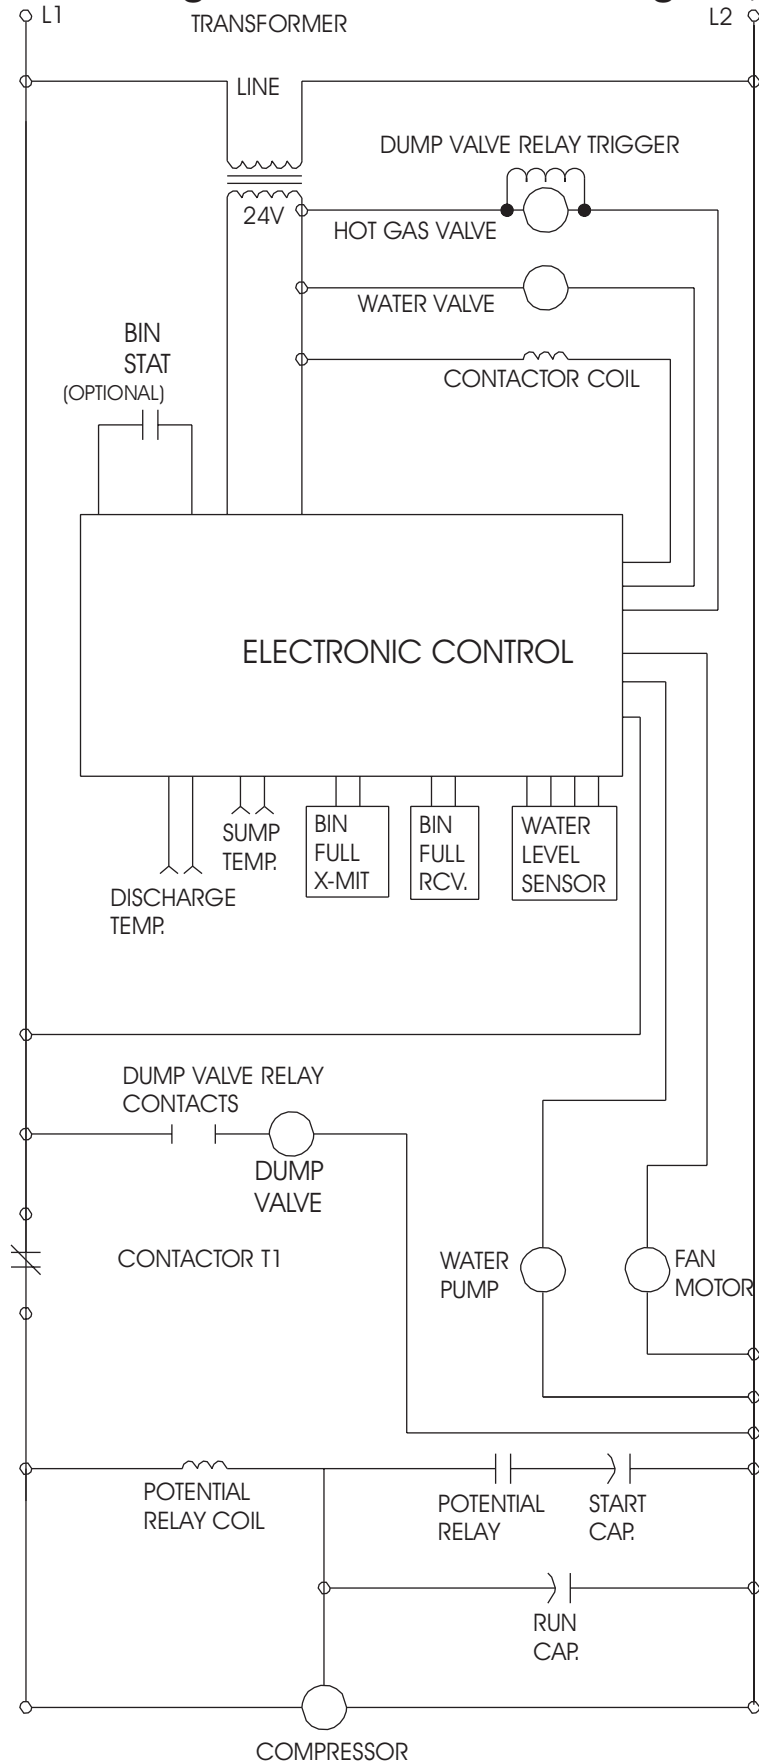 L1
TRANSFORMER
L2
LINE
DUMP VALVE RELAY TRIGGER
24V
HOT GAS VALVE
WATER VALVE
BIN
STAT
(OPTIONAL)
CONTACTOR COIL
ELECTRONIC CONTROL
DISCHARGE
TEMP.
SUMP
TEMP.
BIN
FULL
X-MIT
BIN
FULL
RCV.
WATER
LEVEL
SENSOR
DUMP VALVE RELAY
CONTACTS
DUMP
VALVE
CONTACTOR T1
WATER
PUMP
FAN
MOTOR
POTENTIAL
RELAY COIL
POTENTIAL
RELAY
START
CAP.
RUN
CAP.
COMPRESSOR